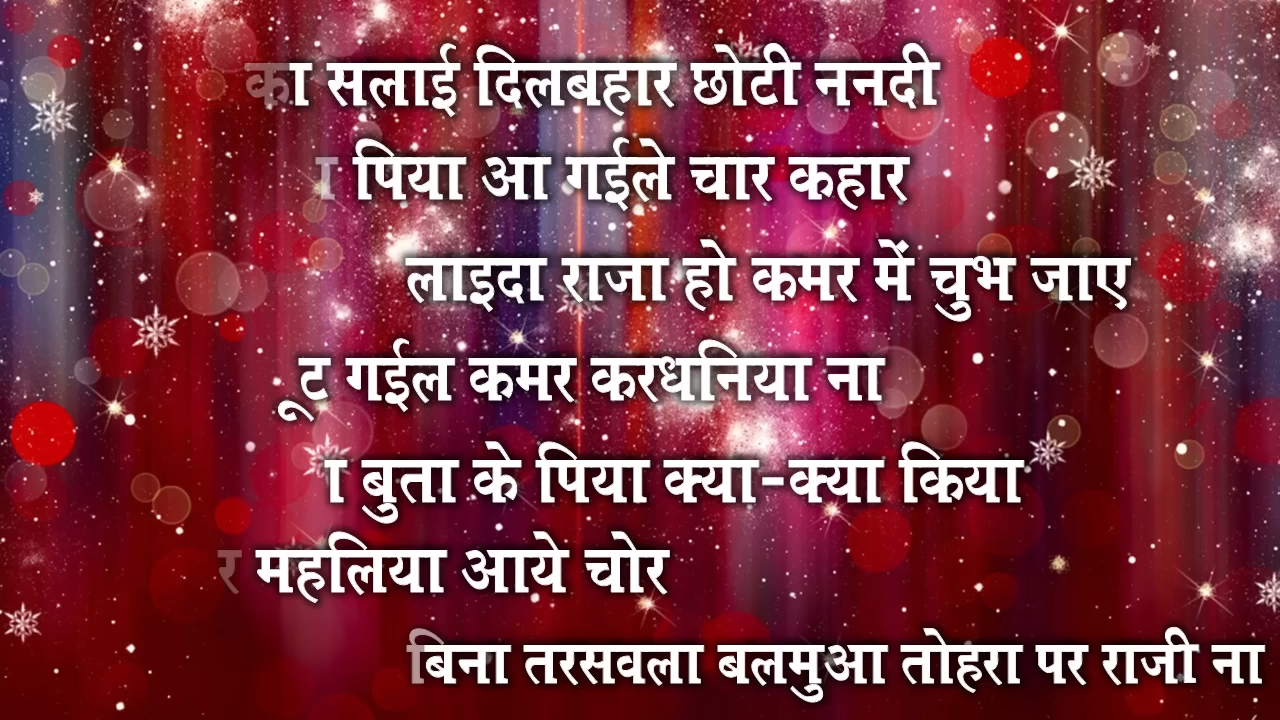 का सलाई दिलबहार छोटी ननदी
पिया आ गईले चार कहार
लाइदा राजा हो कमर में चुभ जाए
गईल कमर करधनिया ना
बुता के पिया क्या-क्या किया
र महलिया आये चोर
बिना तरसवला बलमुआ तोहरा पर राजी ना